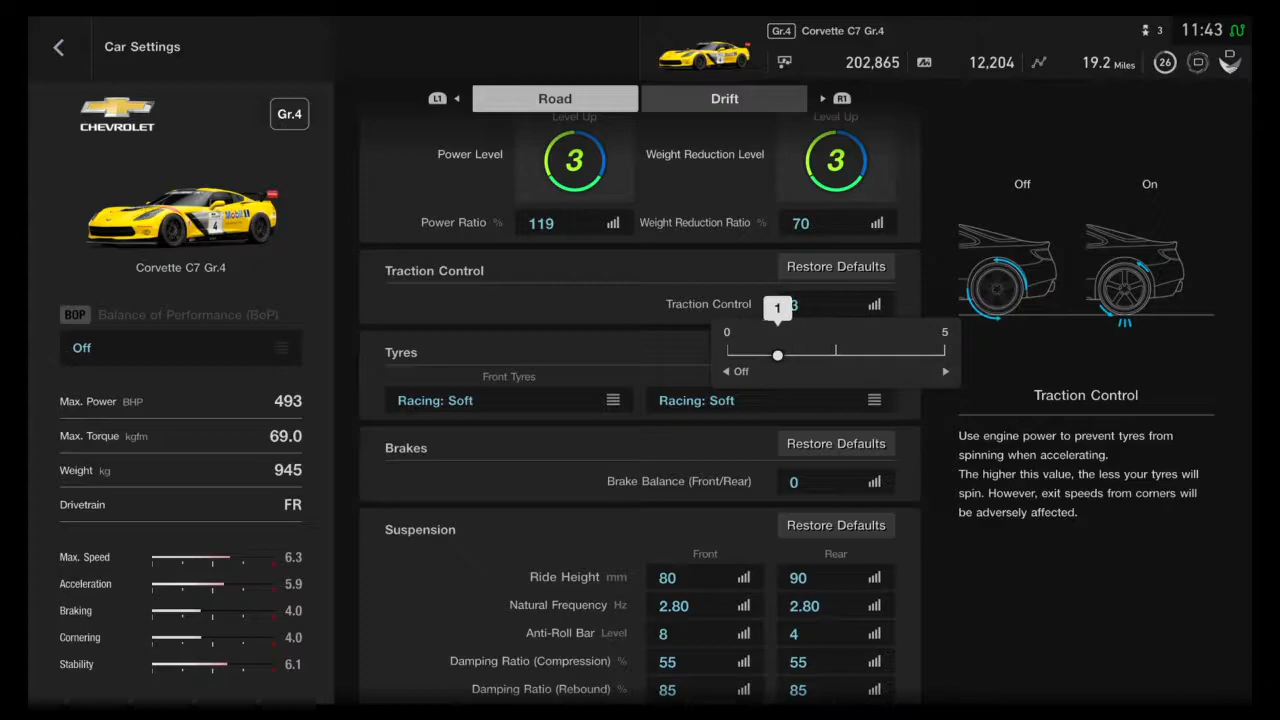 Car Settings
Gr.4 Corvette C7 Gr.4
3 11:43
202,865 12,204 19.2 Miles 26 D
CHEVROLET
Gr.4
Mobil 1
4
Corvette C7 Gr.4
BOP Balance of Performance (BoP)
Off
Max. Power BHP 493
Max. Torque kgfm 69.0
Weight kg 945
Drivetrain FR
Max. Speed 6.3
Acceleration 5.9
Braking 4.0
Cornering 4.0
Stability 6.1
L1 Road Drift R1
Level Up Level Up
Power Level 3 Weight Reduction Level 3
Power Ratio % 119 Weight Reduction Ratio % 70
Traction Control Restore Defaults
Traction Control 3
1
0 5
Off
Tyres
Front Tyres
Racing: Soft Racing: Soft
Brakes Restore Defaults
Brake Balance (Front/Rear) 0
Suspension Restore Defaults
Front Rear
Ride Height mm 80 90
Natural Frequency Hz 2.80 2.80
Anti-Roll Bar Level 8 4
Damping Ratio (Compression) % 55 55
Damping Ratio (Rebound) % 85 85
Off On
Traction Control
Use engine power to prevent tyres from
spinning when accelerating.
The higher this value, the less your tyres will
spin. However, exit speeds from corners will
be adversely affected.